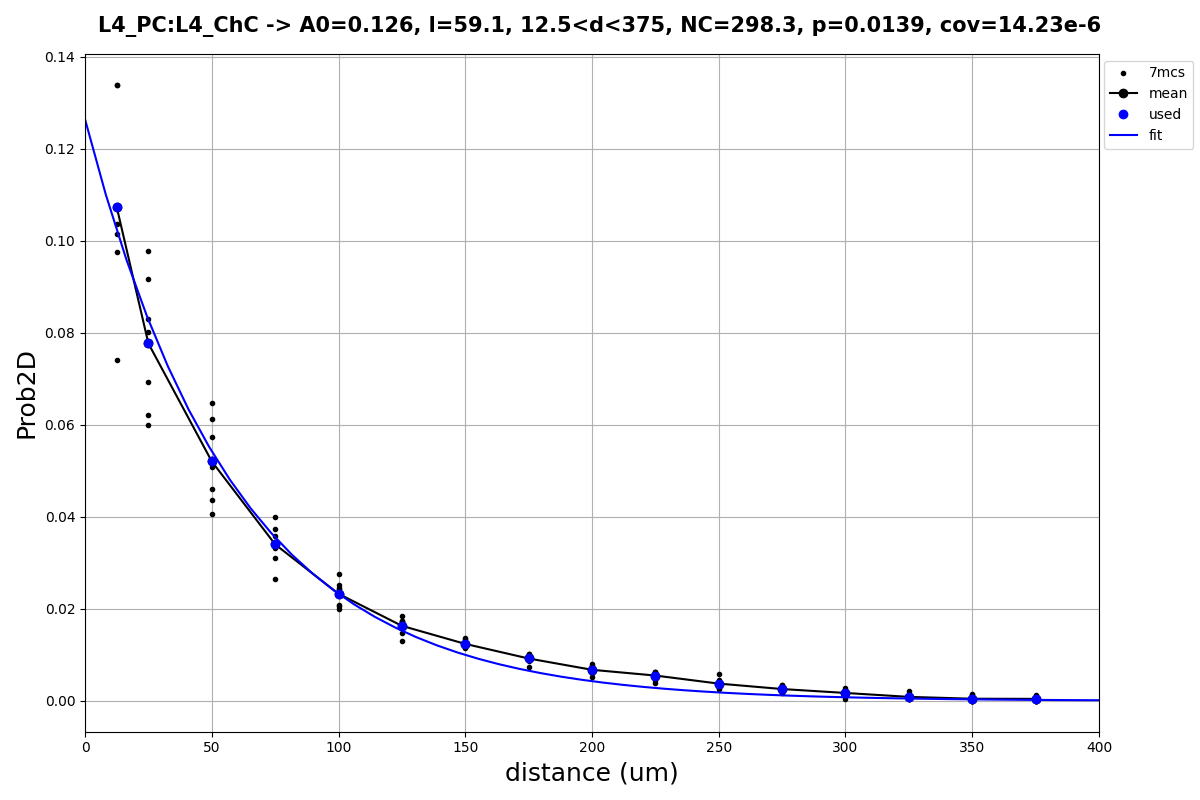 L4_PC:L4_ChC -> A0=0.126, l=59.1, 12.5<d<375, NC=298.3, p=0.0139, cov=14.23e-6
0.14
0.12
0.10
0.08
0.06
0.04
0.02
0.00
Prob2D
0 50 100 150 200 250 300 350 400
distance (um)
7mcs
mean
used
fit